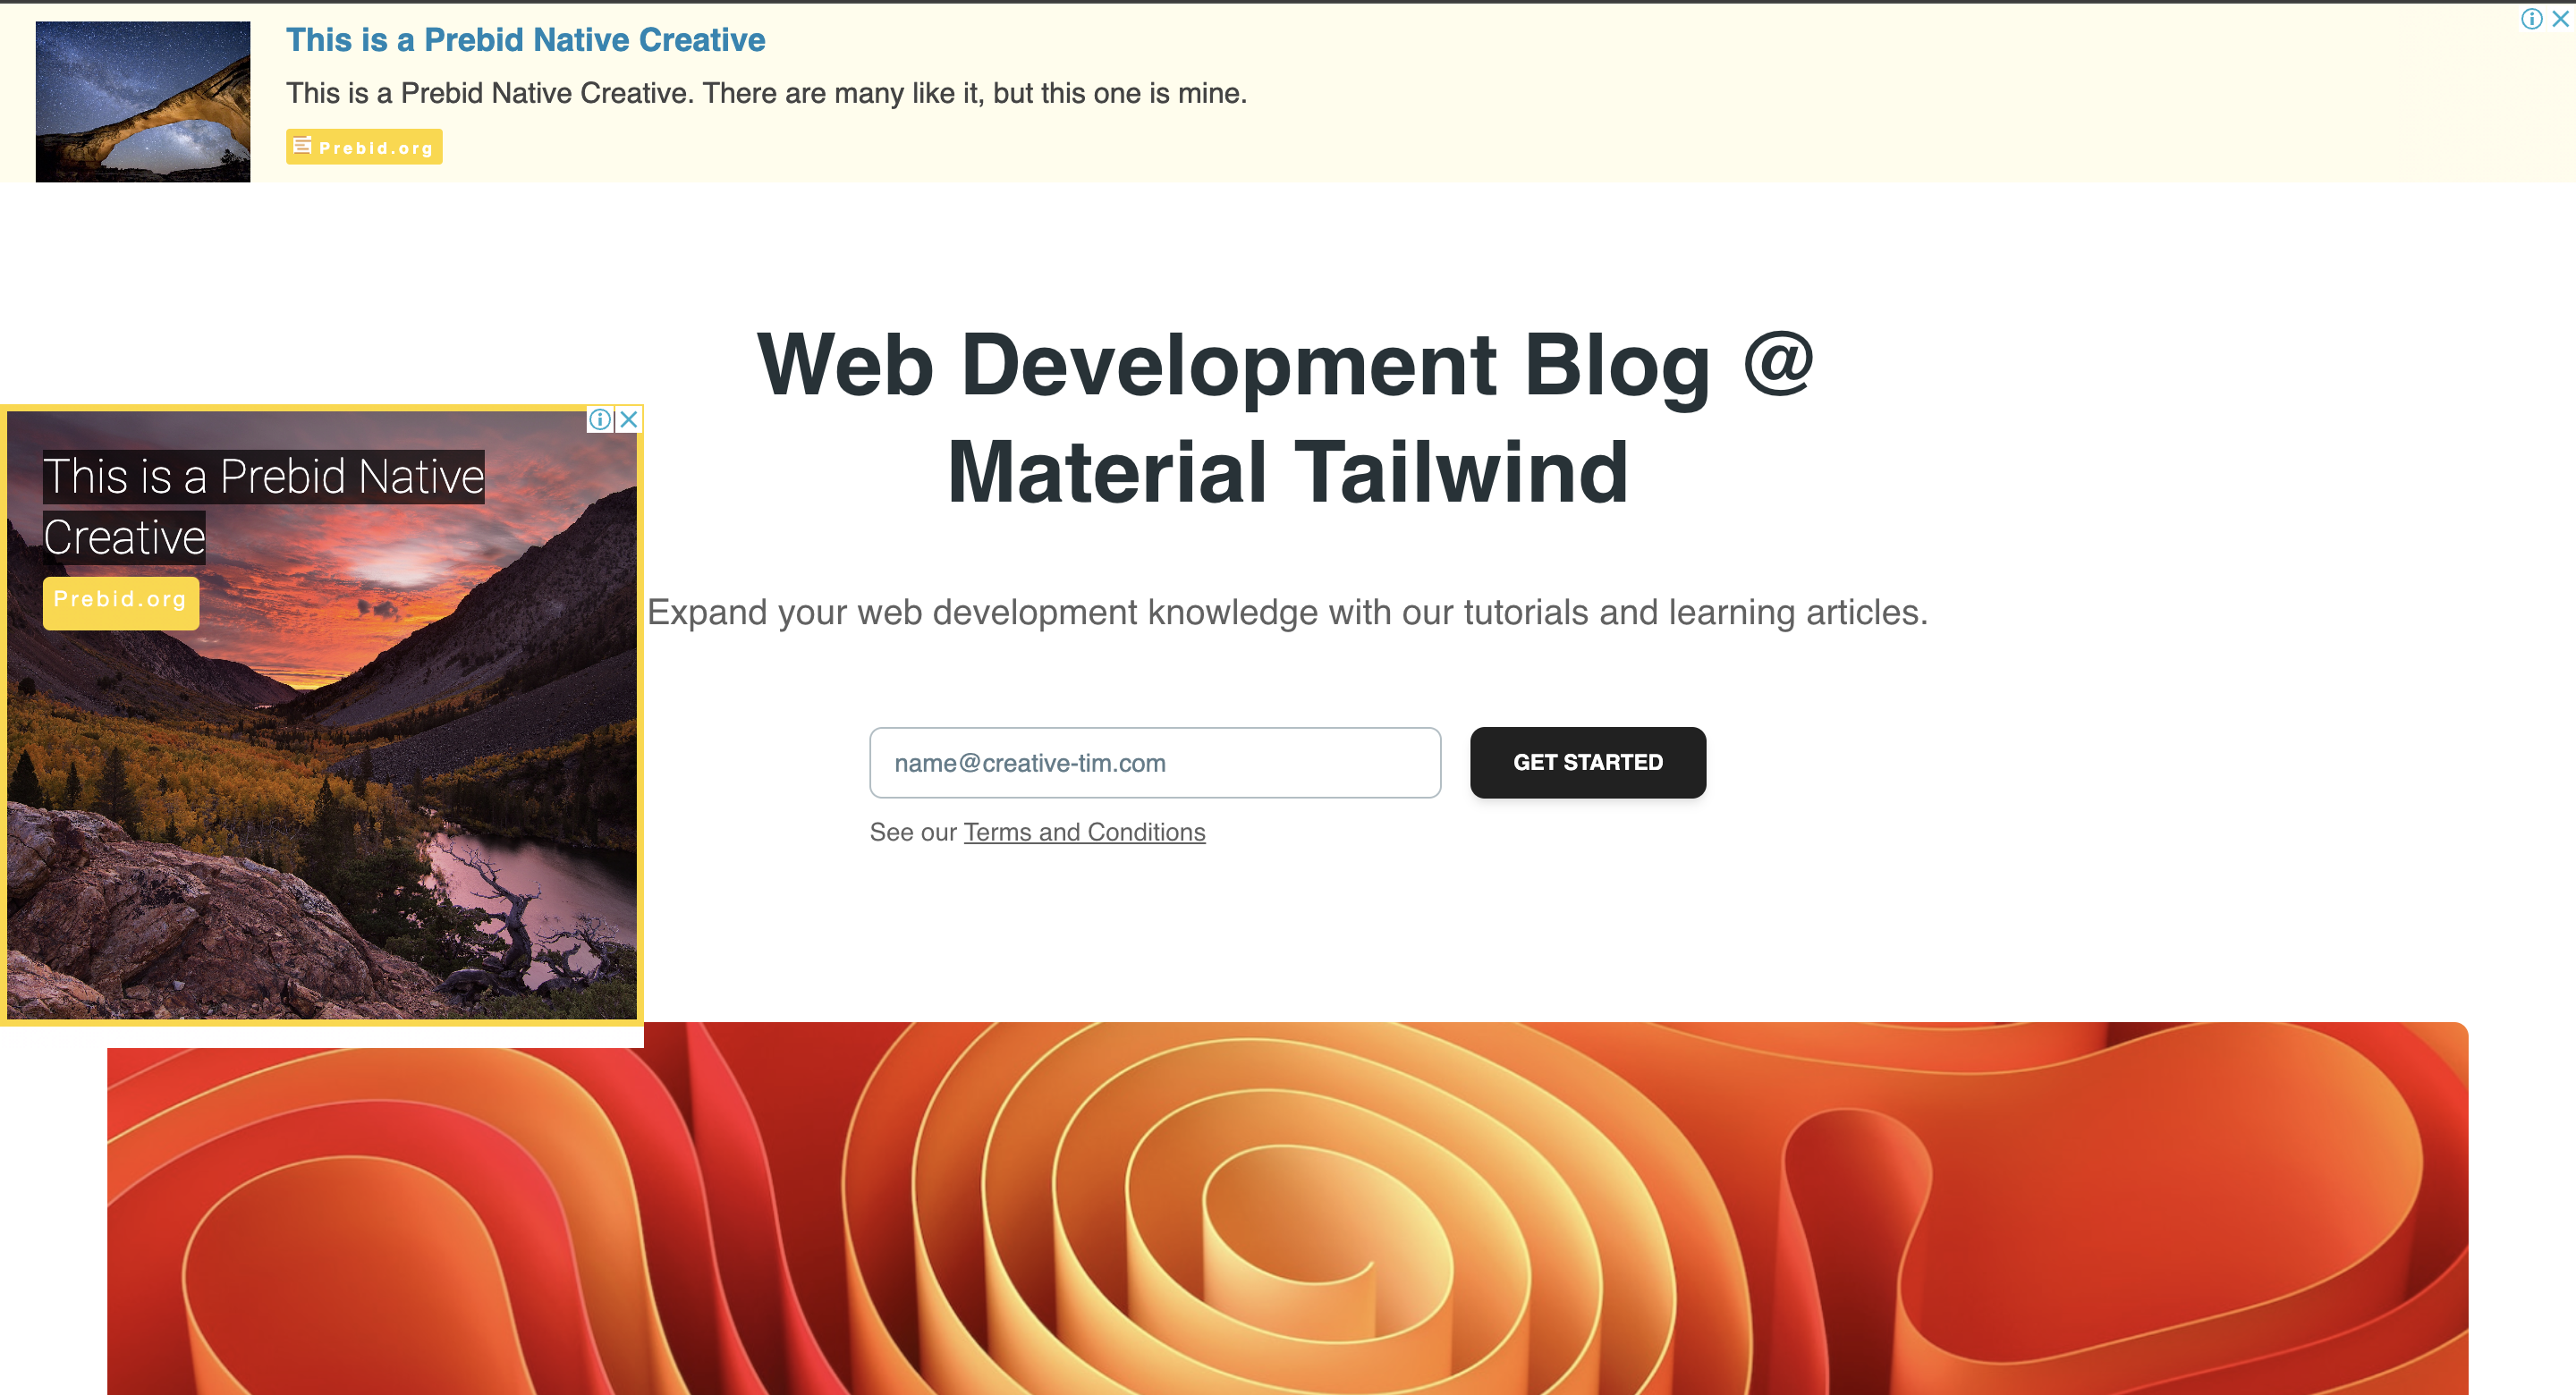 This is a Prebid Native Creative
This is a Prebid Native Creative. There are many like it, but this one is mine.
Prebid.org
Web Development Blog @
Material Tailwind
This is a Prebid Native
Creative
Prebid.org
Expand your web development knowledge with our tutorials and learning articles.
name@creative-tim.com
GET STARTED
See our Terms and Conditions